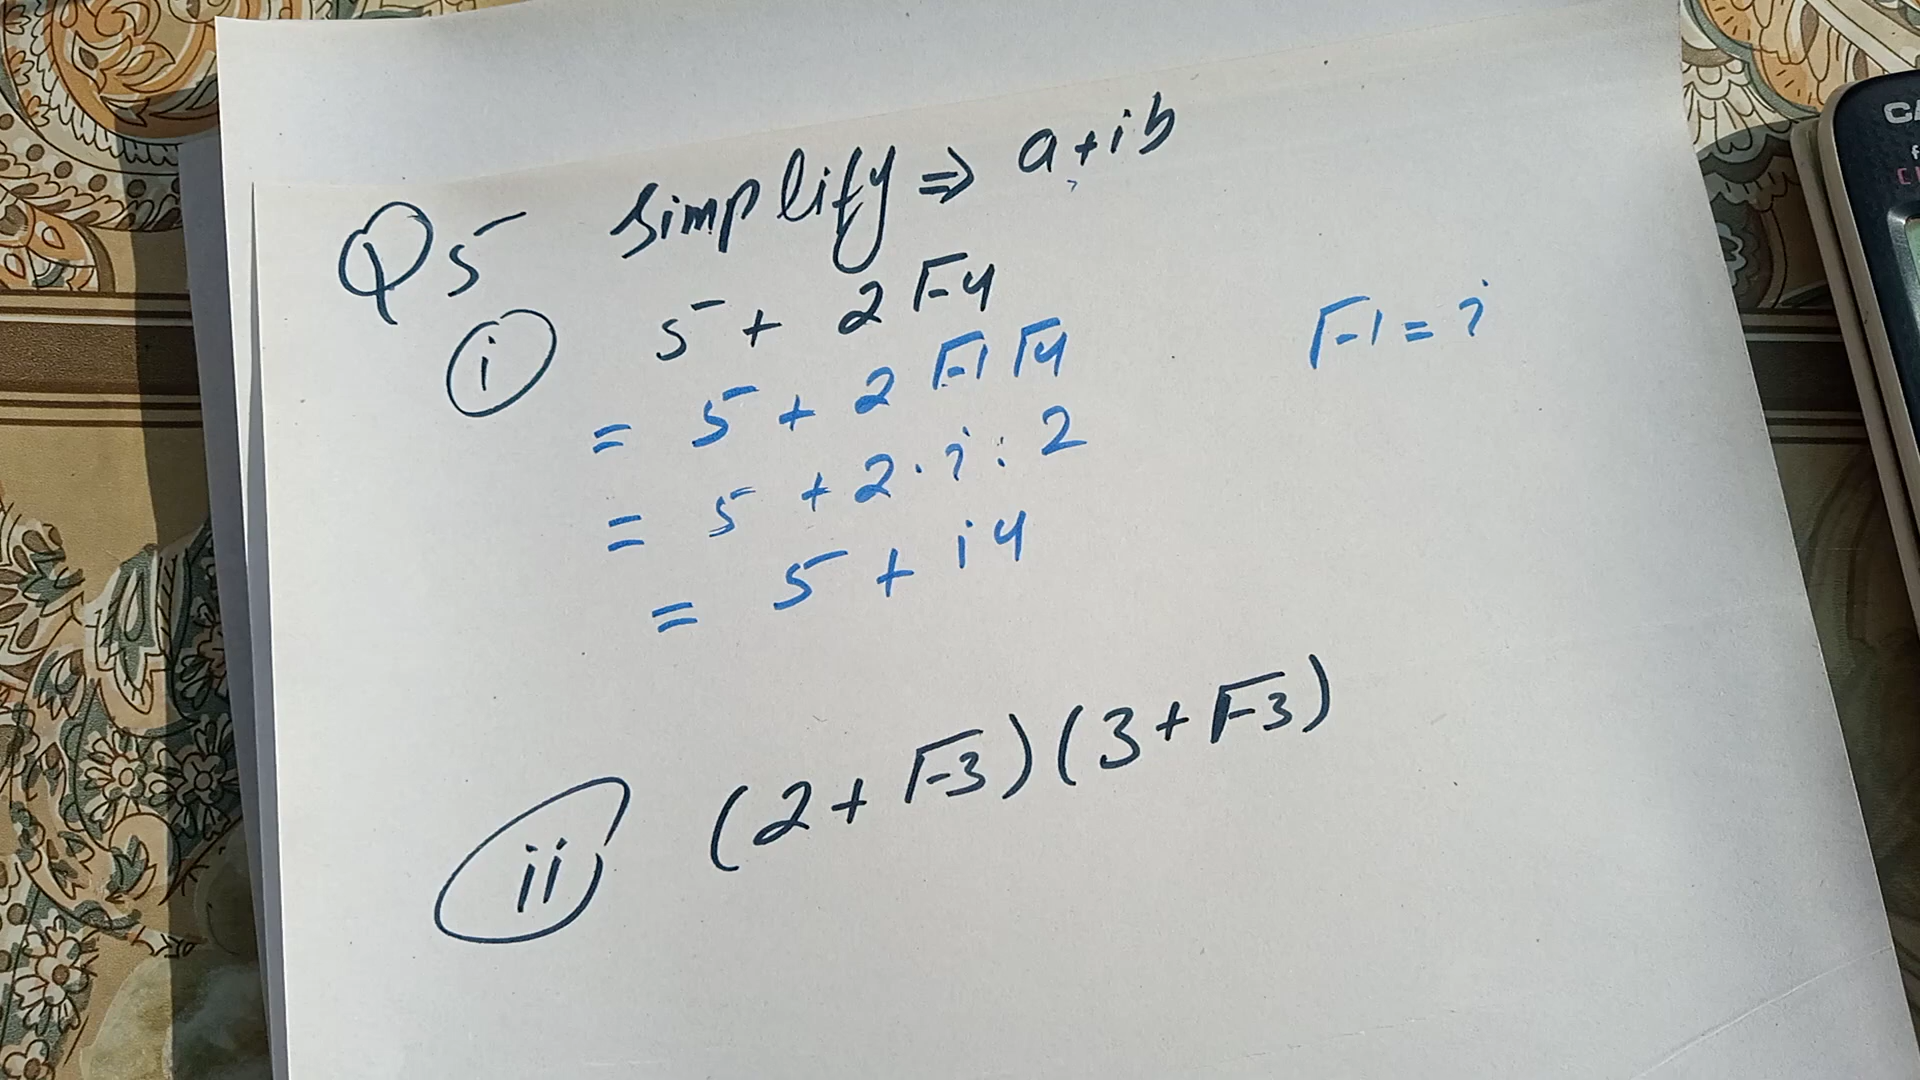 Q5 Simplify ⇒ a+ib
i 5 + 2√-4
= 5 + 2√-1 √4 √-1 = i
= 5 + 2 · i · 2
= 5 + i4
ii (2+√-3)(3+√-3)